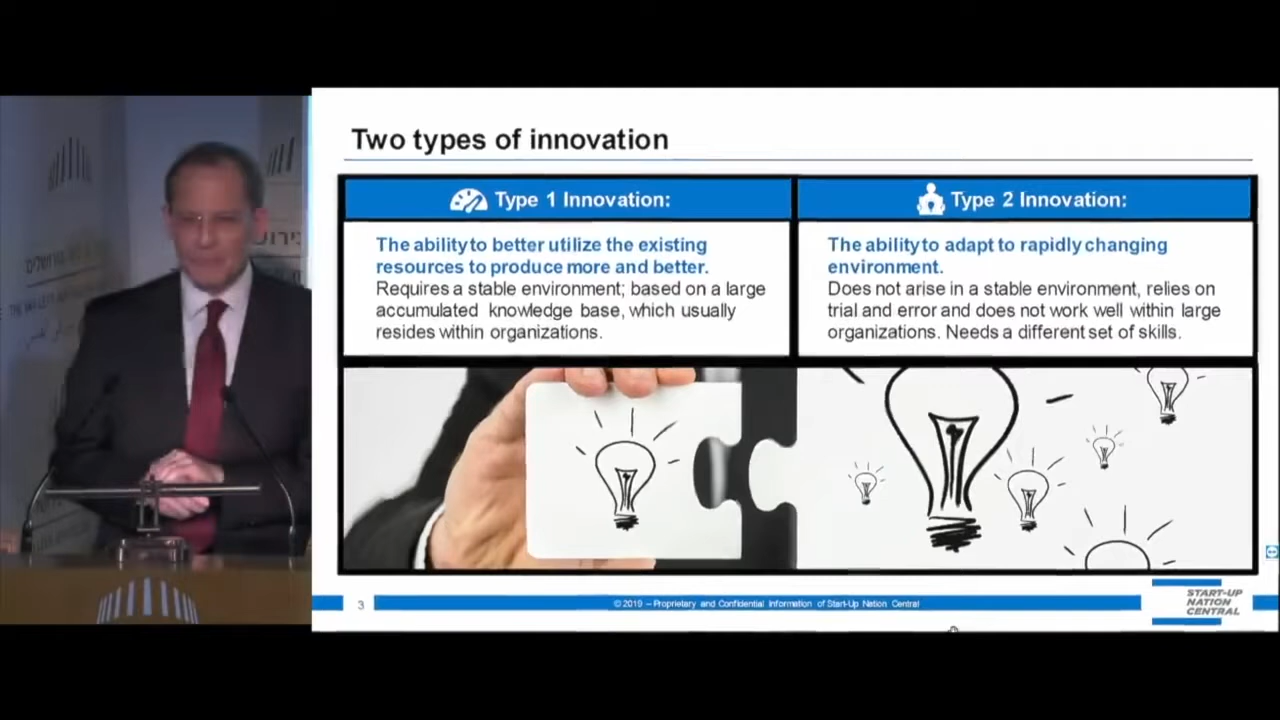 Two types of innovation
Type 1 Innovation:
The ability to better utilize the existing
resources to produce more and better.
Requires a stable environment; based on a large
accumulated knowledge base, which usually
resides within organizations.
Type 2 Innovation:
The ability to adapt to rapidly changing
environment.
Does not arise in a stable environment, relies on
trial and error and does not work well within large
organizations. Needs a different set of skills.
3
© 2019 – Proprietary and Confidential Information of Start-Up Nation Central
START-UP
NATION
CENTRAL